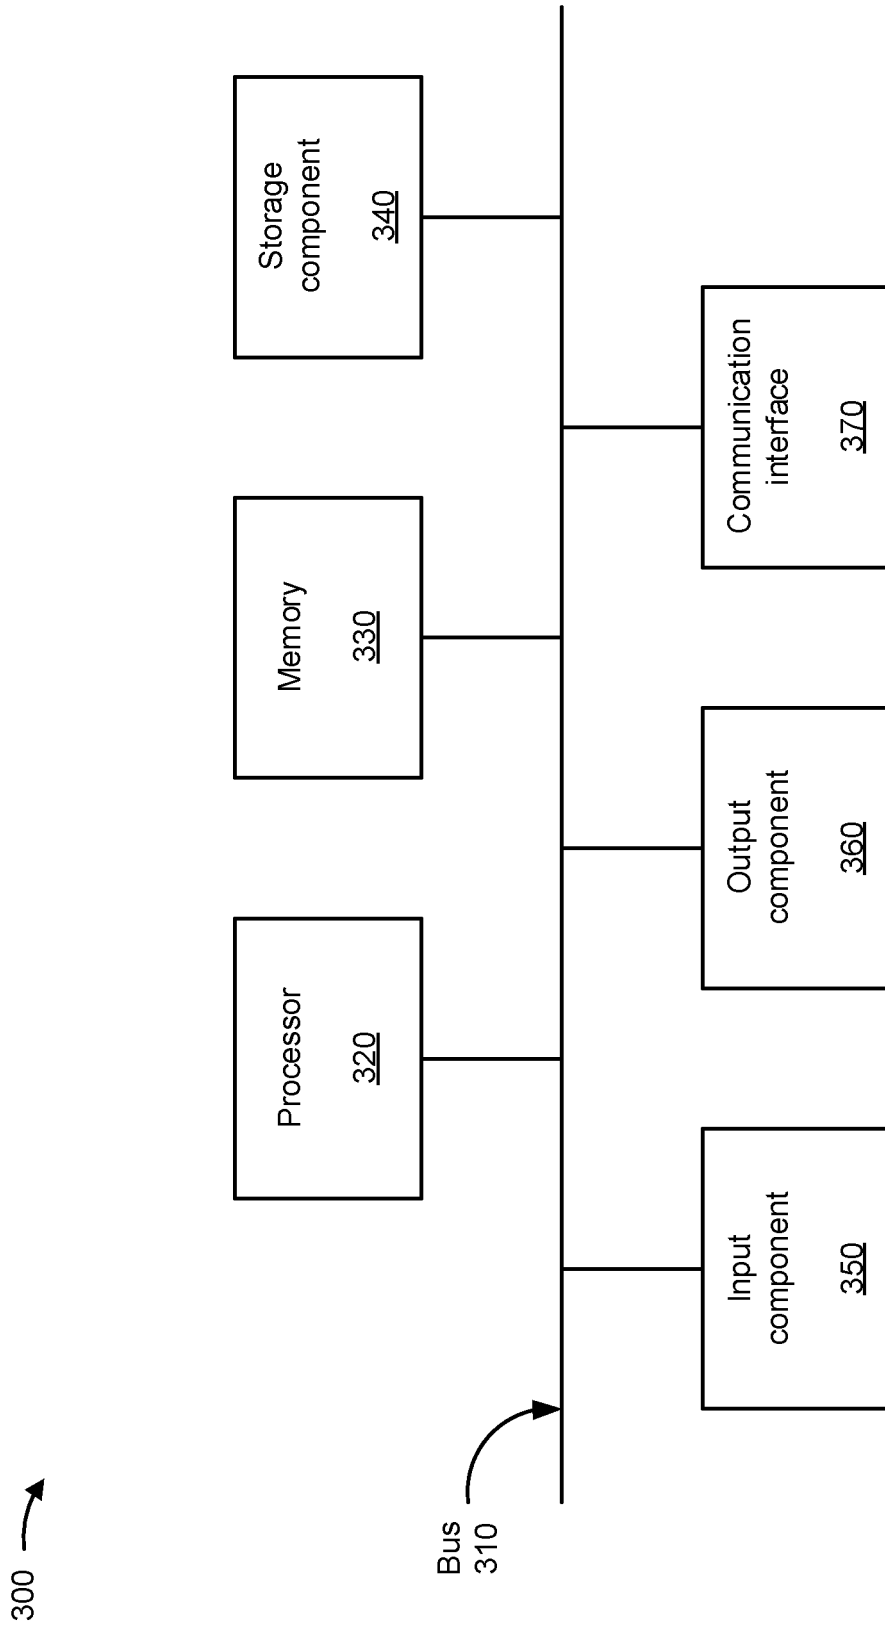 300
Processor
320
Memory
330
Storage
component
340
Bus
310
Input
component
350
Output
component
360
Communication
interface
370